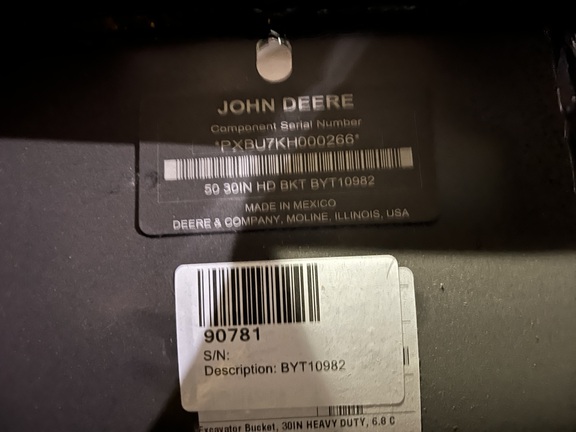 JOHN DEERE
Component Serial Number
*PXBU7KH000266*
50 30IN HD BKT BYT10982
MADE IN MEXICO
DEERE & COMPANY, MOLINE, ILLINOIS, USA
90781
S/N:
Description: BYT10982
Excavator Bucket, 30IN HEAVY DUTY, 6.8 C